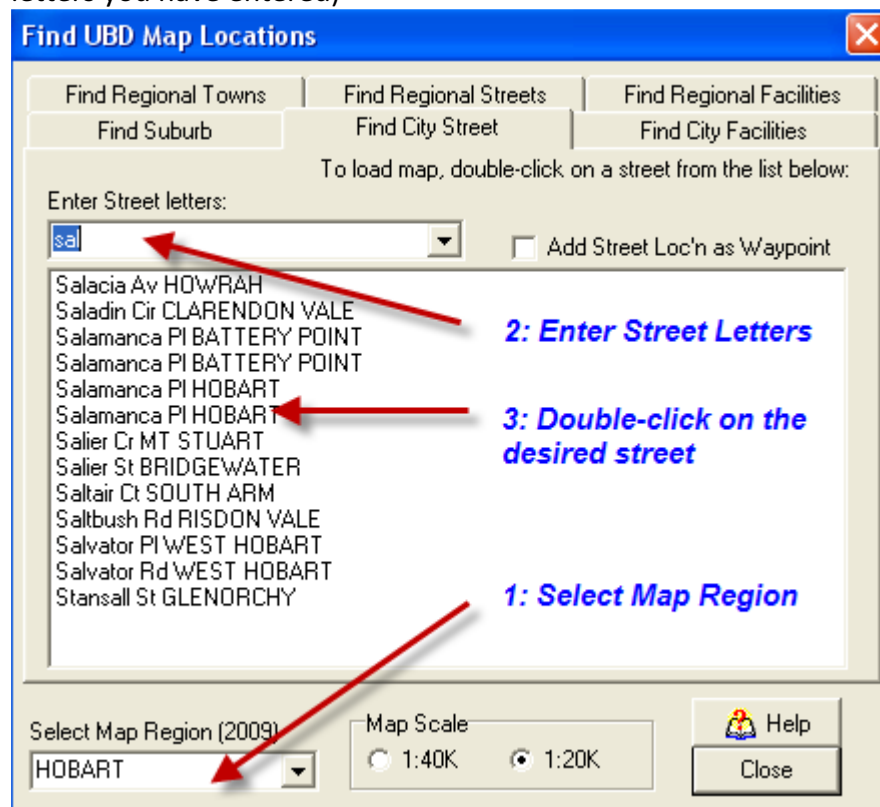 letters you have entered)
Find UBD Map Locations
Find Regional Towns
Find Regional Streets
Find Regional Facilities
Find Suburb
Find City Street
Find City Facilities
To load map, double-click on a street from the list below:
Enter Street letters:
sal
Add Street Loc'n as Waypoint
Salacia Av HOWRAH
Saladin Cir CLARENDON VALE
Salamanca Pl BATTERY POINT
Salamanca Pl BATTERY POINT
Salamanca Pl HOBART
Salamanca Pl HOBART
Salier Cr MT STUART
Salier St BRIDGEWATER
Saltair Ct SOUTH ARM
Saltbush Rd RISDON VALE
Salvator Pl WEST HOBART
Salvator Rd WEST HOBART
Stansall St GLENORCHY
2: Enter Street Letters
3: Double-click on the
desired street
1: Select Map Region
Select Map Region (2009)
HOBART
Map Scale
1:40K
1:20K
Help
Close